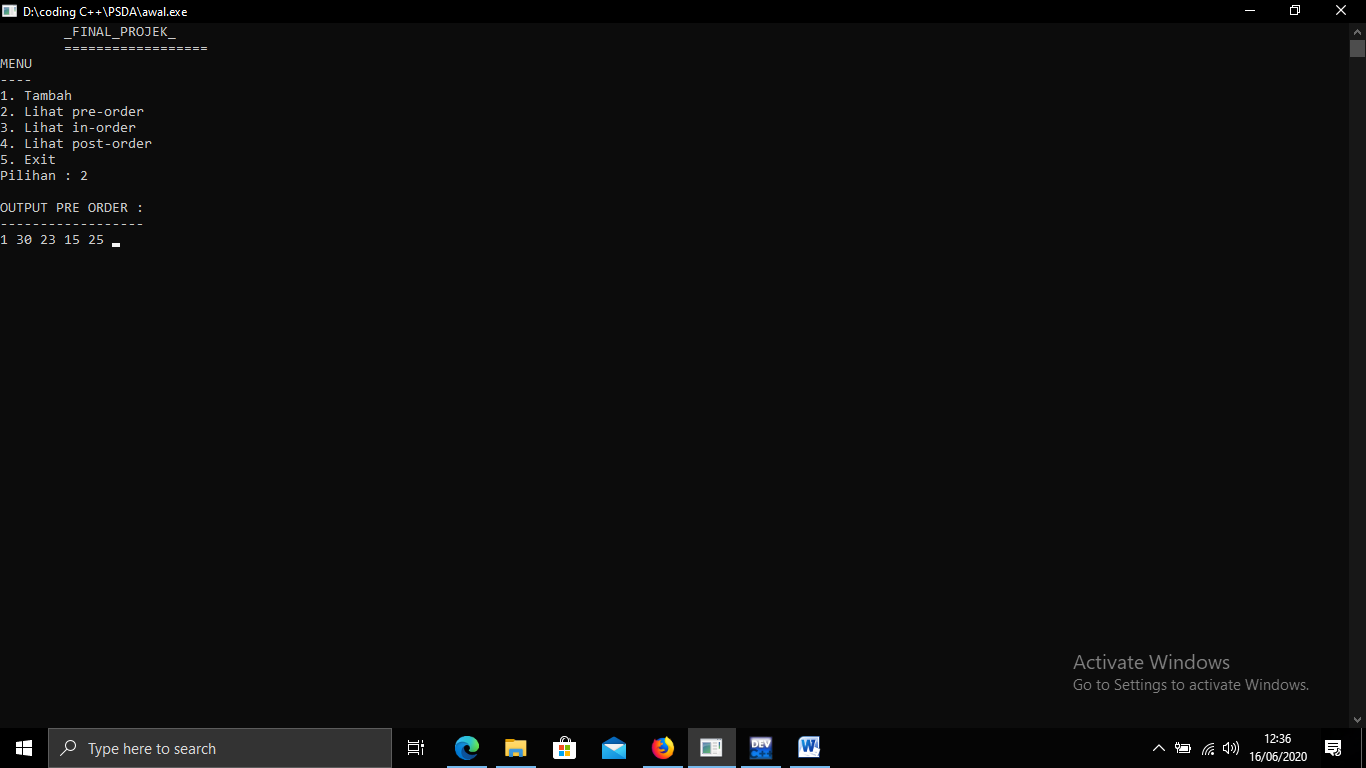 D:\coding C++\PSDA\awal.exe
_FINAL_PROJEK_
==================
MENU
----
1. Tambah
2. Lihat pre-order
3. Lihat in-order
4. Lihat post-order
5. Exit
Pilihan : 2
OUTPUT PRE ORDER :
------------------
1 30 23 15 25
Activate Windows
Go to Settings to activate Windows.
Type here to search
DEV
W
12:36
16/06/2020